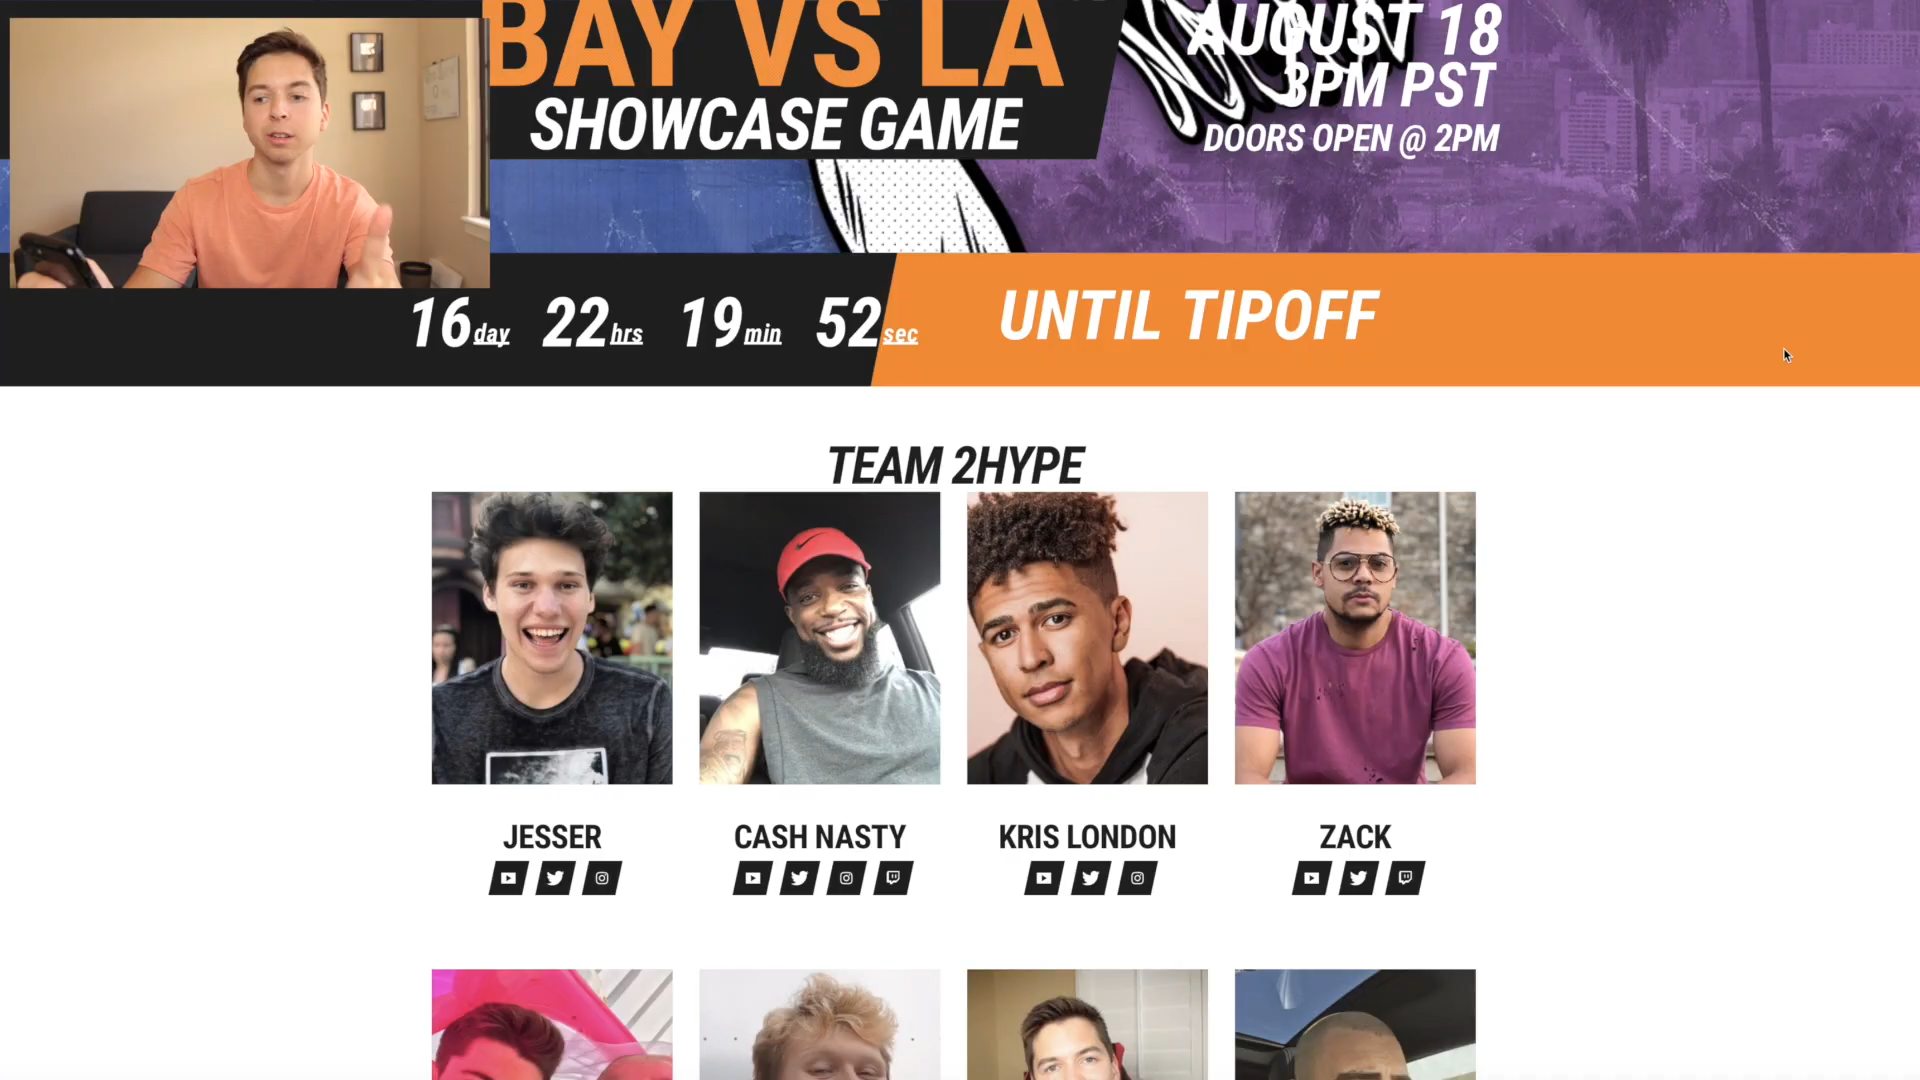 BAY VS LA
SHOWCASE GAME
AUGUST 18
3PM PST
DOORS OPEN @ 2PM
16day 22hrs 19min 52sec
UNTIL TIPOFF
TEAM 2HYPE
JESSER
CASH NASTY
KRIS LONDON
ZACK